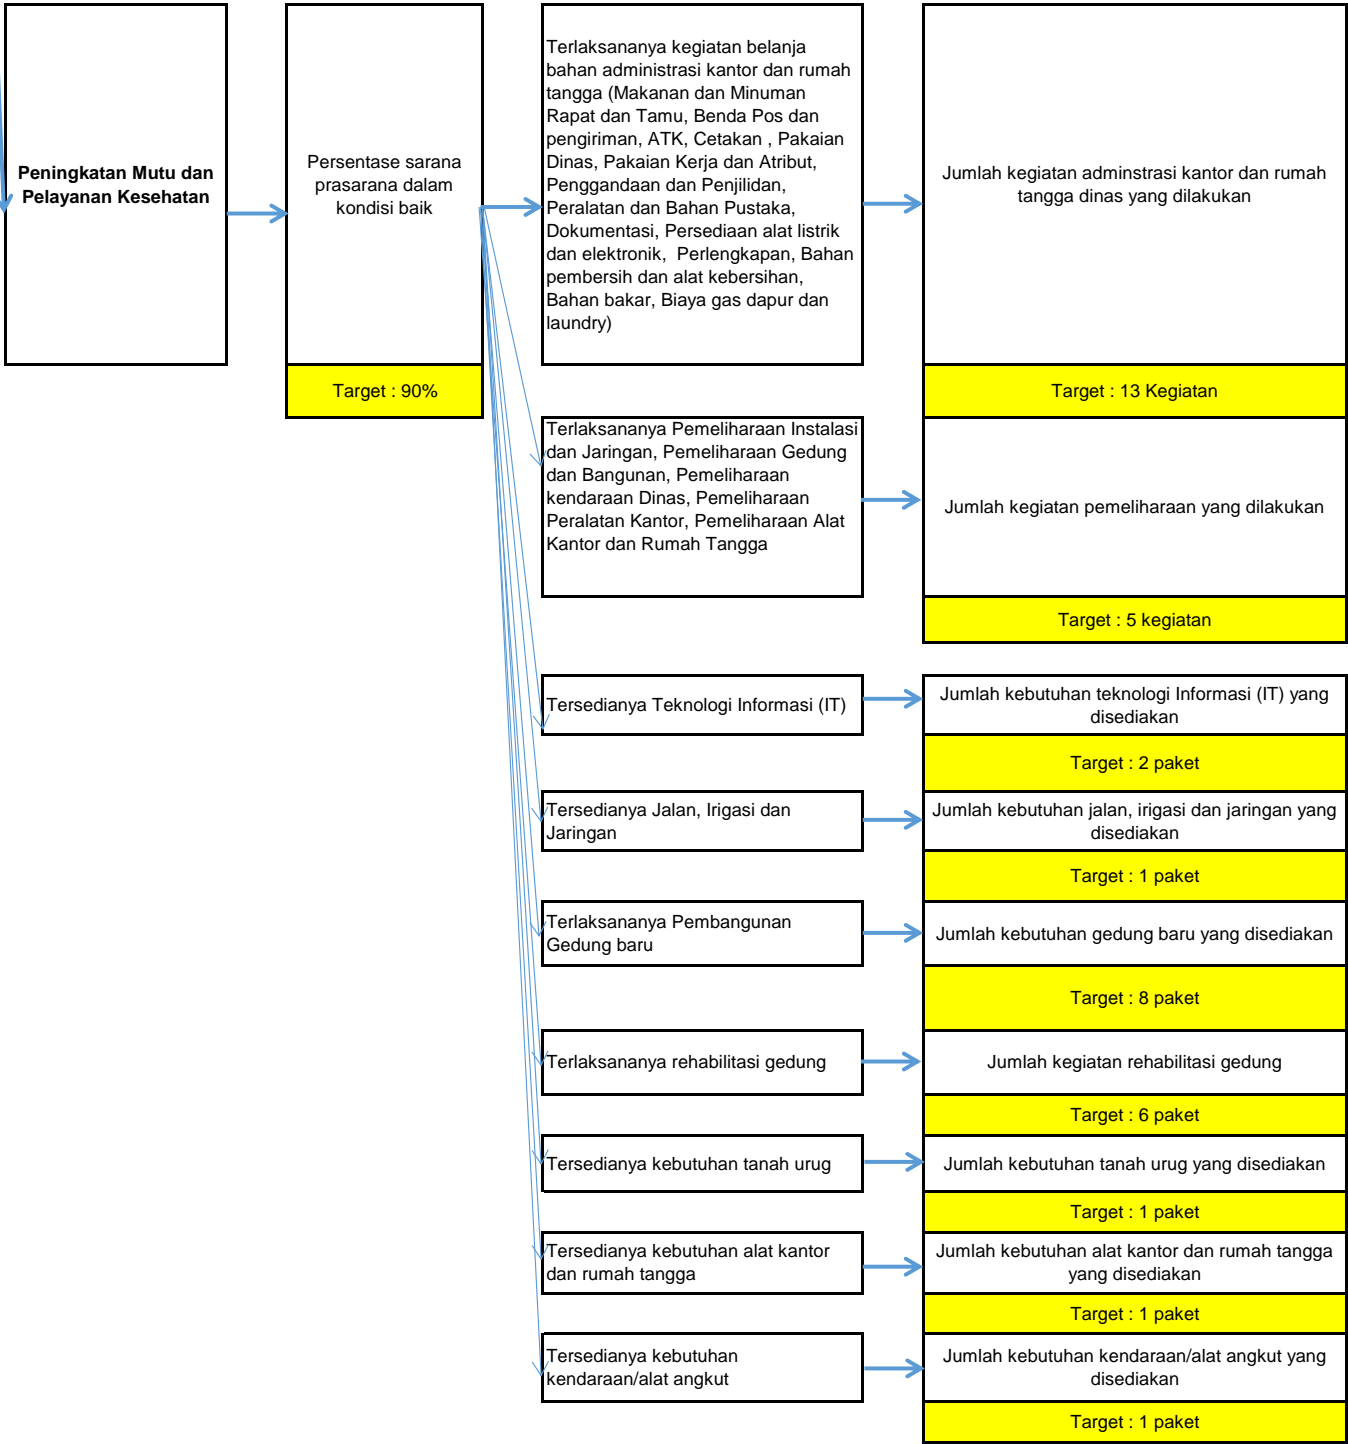 Peningkatan Mutu dan
Pelayanan Kesehatan
Persentase sarana
prasarana dalam
kondisi baik
Target : 90%
Terlaksananya kegiatan belanja
bahan administrasi kantor dan rumah
tangga (Makanan dan Minuman
Rapat dan Tamu, Benda Pos dan
pengiriman, ATK, Cetakan , Pakaian
Dinas, Pakaian Kerja dan Atribut,
Penggandaan dan Penjilidan,
Peralatan dan Bahan Pustaka,
Dokumentasi, Persediaan alat listrik
dan elektronik,  Perlengkapan, Bahan
pembersih dan alat kebersihan,
Bahan bakar, Biaya gas dapur dan
laundry)
Jumlah kegiatan adminstrasi kantor dan rumah
tangga dinas yang dilakukan
Target : 13 Kegiatan
Terlaksananya Pemeliharaan Instalasi
dan Jaringan, Pemeliharaan Gedung
dan Bangunan, Pemeliharaan
kendaraan Dinas, Pemeliharaan
Peralatan Kantor, Pemeliharaan Alat
Kantor dan Rumah Tangga
Jumlah kegiatan pemeliharaan yang dilakukan
Target : 5 kegiatan
Tersedianya Teknologi Informasi (IT)
Jumlah kebutuhan teknologi Informasi (IT) yang
disediakan
Target : 2 paket
Tersedianya Jalan, Irigasi dan
Jaringan
Jumlah kebutuhan jalan, irigasi dan jaringan yang
disediakan
Target : 1 paket
Terlaksananya Pembangunan
Gedung baru
Jumlah kebutuhan gedung baru yang disediakan
Target : 8 paket
Terlaksananya rehabilitasi gedung
Jumlah kegiatan rehabilitasi gedung
Target : 6 paket
Tersedianya kebutuhan tanah urug
Jumlah kebutuhan tanah urug yang disediakan
Target : 1 paket
Tersedianya kebutuhan alat kantor
dan rumah tangga
Jumlah kebutuhan alat kantor dan rumah tangga
yang disediakan
Target : 1 paket
Tersedianya kebutuhan
kendaraan/alat angkut
Jumlah kebutuhan kendaraan/alat angkut yang
disediakan
Target : 1 paket